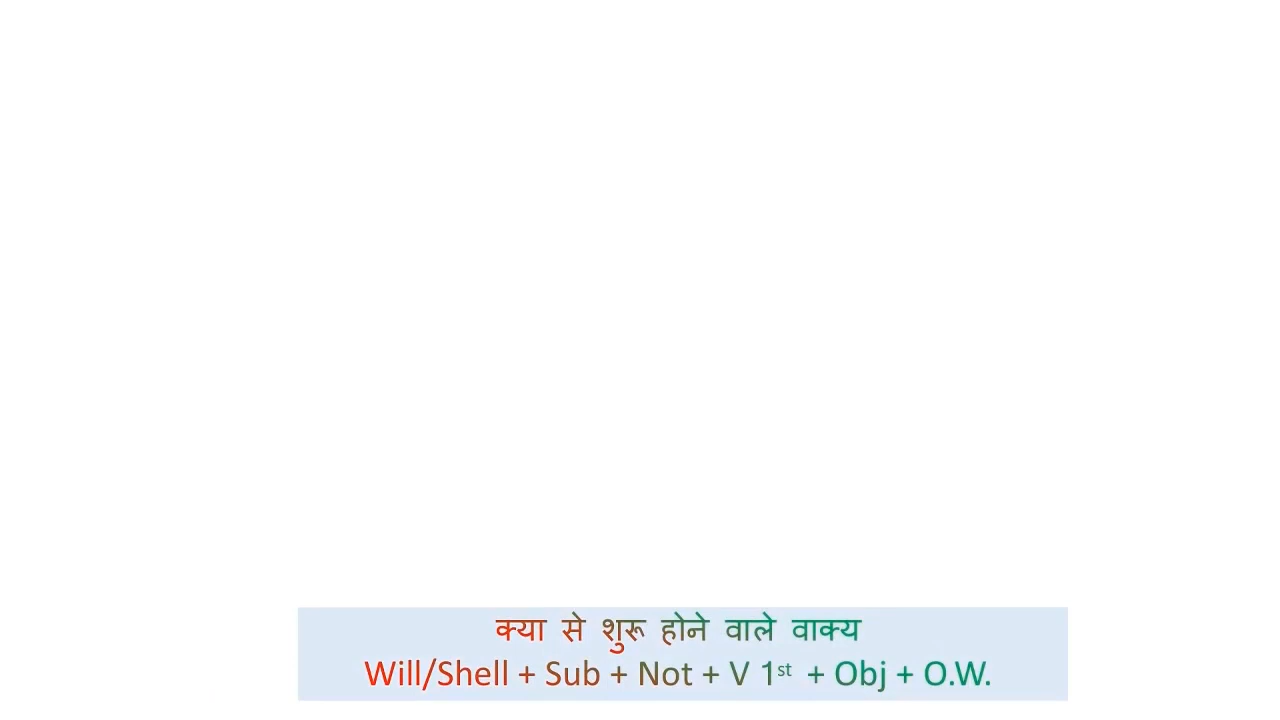 क्या से शुरू होने वाले वाक्य
Will/Shell + Sub + Not + V 1st + Obj + O.W.